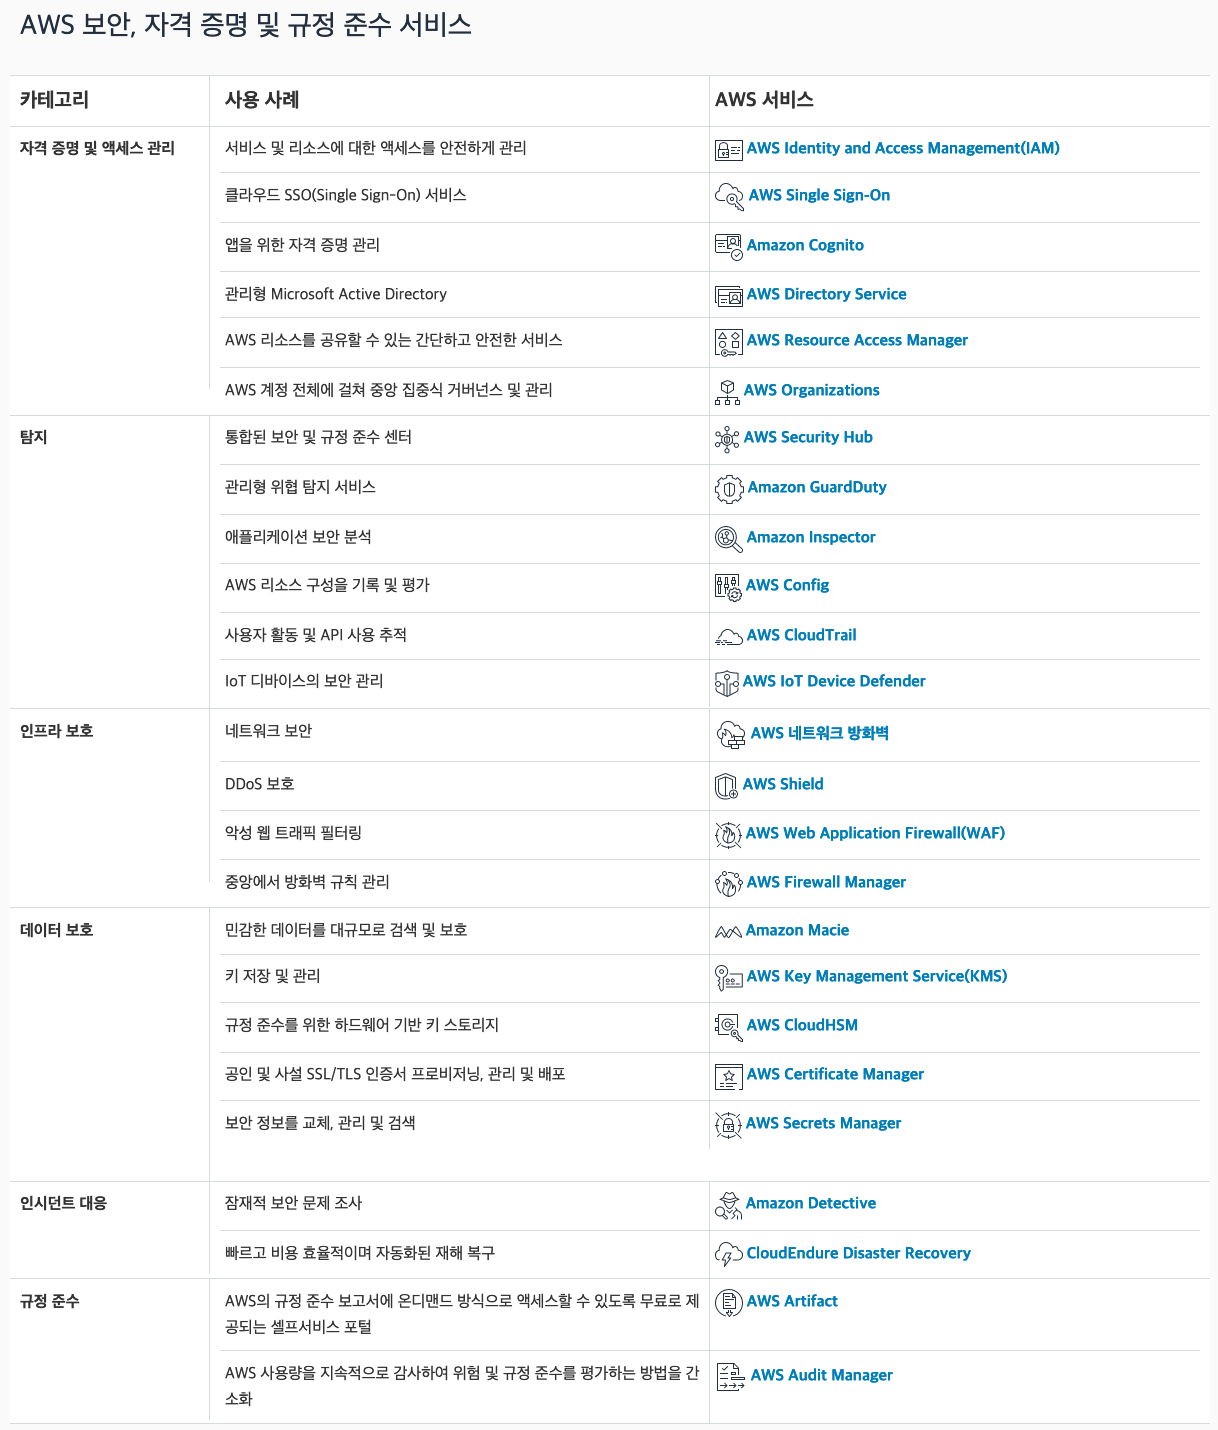 AWS 보안, 자격 증명 및 규정 준수 서비스
카테고리 사용 사례 AWS 서비스
자격 증명 및 액세스 관리 서비스 및 리소스에 대한 액세스를 안전하게 관리 AWS Identity and Access Management(IAM)
클라우드 SSO(Single Sign-On) 서비스 AWS Single Sign-On
앱을 위한 자격 증명 관리 Amazon Cognito
관리형 Microsoft Active Directory AWS Directory Service
AWS 리소스를 공유할 수 있는 간단하고 안전한 서비스 AWS Resource Access Manager
AWS 계정 전체에 걸쳐 중앙 집중식 거버넌스 및 관리 AWS Organizations
탐지 통합된 보안 및 규정 준수 센터 AWS Security Hub
관리형 위협 탐지 서비스 Amazon GuardDuty
애플리케이션 보안 분석 Amazon Inspector
AWS 리소스 구성을 기록 및 평가 AWS Config
사용자 활동 및 API 사용 추적 AWS CloudTrail
IoT 디바이스의 보안 관리 AWS IoT Device Defender
인프라 보호 네트워크 보안 AWS 네트워크 방화벽
DDoS 보호 AWS Shield
악성 웹 트래픽 필터링 AWS Web Application Firewall(WAF)
중앙에서 방화벽 규칙 관리 AWS Firewall Manager
데이터 보호 민감한 데이터를 대규모로 검색 및 보호 Amazon Macie
키 저장 및 관리 AWS Key Management Service(KMS)
규정 준수를 위한 하드웨어 기반 키 스토리지 AWS CloudHSM
공인 및 사설 SSL/TLS 인증서 프로비저닝, 관리 및 배포 AWS Certificate Manager
보안 정보를 교체, 관리 및 검색 AWS Secrets Manager
인시던트 대응 잠재적 보안 문제 조사 Amazon Detective
빠르고 비용 효율적이며 자동화된 재해 복구 CloudEndure Disaster Recovery
규정 준수 AWS의 규정 준수 보고서에 온디맨드 방식으로 액세스할 수 있도록 무료로 제 AWS Artifact
공되는 셀프서비스 포털
AWS 사용량을 지속적으로 감사하여 위험 및 규정 준수를 평가하는 방법을 간 AWS Audit Manager
소화